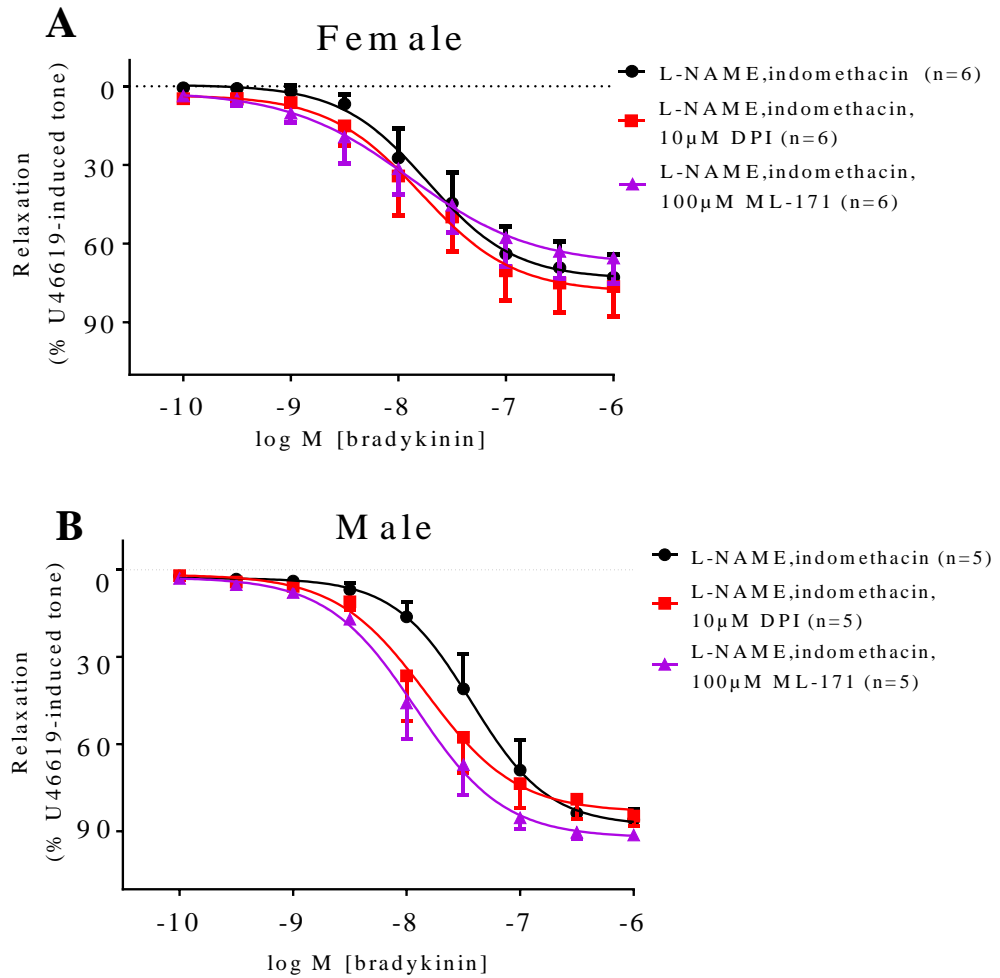 A
Female
Relaxation
(% U46619-induced tone)
0
30
60
90
-10 -9 -8 -7 -6
log M [bradykinin]
L-NAME,indomethacin (n=6)
L-NAME,indomethacin,
10µM DPI (n=6)
L-NAME,indomethacin,
100µM ML-171 (n=6)
B
Male
Relaxation
(% U46619-induced tone)
0
30
60
90
-10 -9 -8 -7 -6
log M [bradykinin]
L-NAME,indomethacin (n=5)
L-NAME,indomethacin,
10µM DPI (n=5)
L-NAME,indomethacin,
100µM ML-171 (n=5)